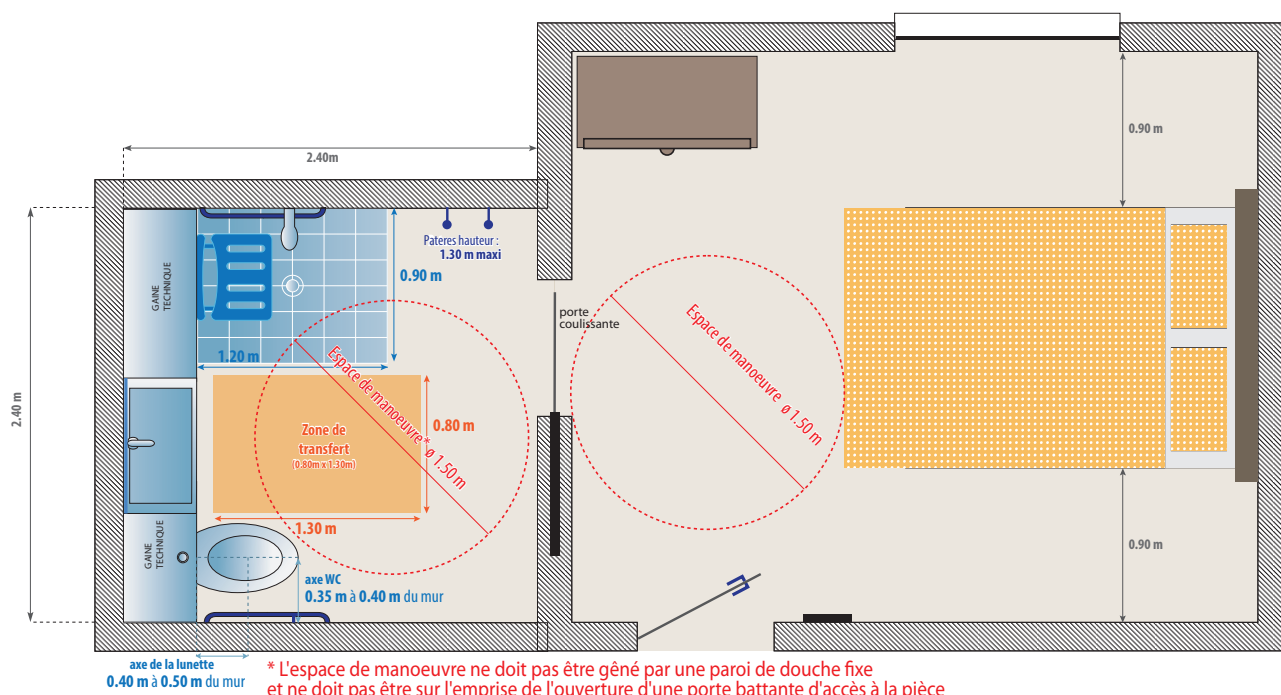 2.40m
0.90 m
Pateres hauteur :
1.30 m maxi
GAINE
TECHNIQUE
0.90 m
porte
coulissante
Espace de manoeuvre ø 1.50 m
1.20 m
Espace de manoeuvre* ø 1.50 m
2.40 m
Zone de
transfert
(0.80m x 1.30m)
0.80 m
1.30 m
GAINE
TECHNIQUE
0.90 m
axe WC
0.35 m à 0.40 m du mur
axe de la lunette
0.40 m à 0.50 m du mur
* L'espace de manoeuvre ne doit pas être gêné par une paroi de douche fixe
et ne doit pas être sur l'emprise de l'ouverture d'une porte battante d'accès à la pièce